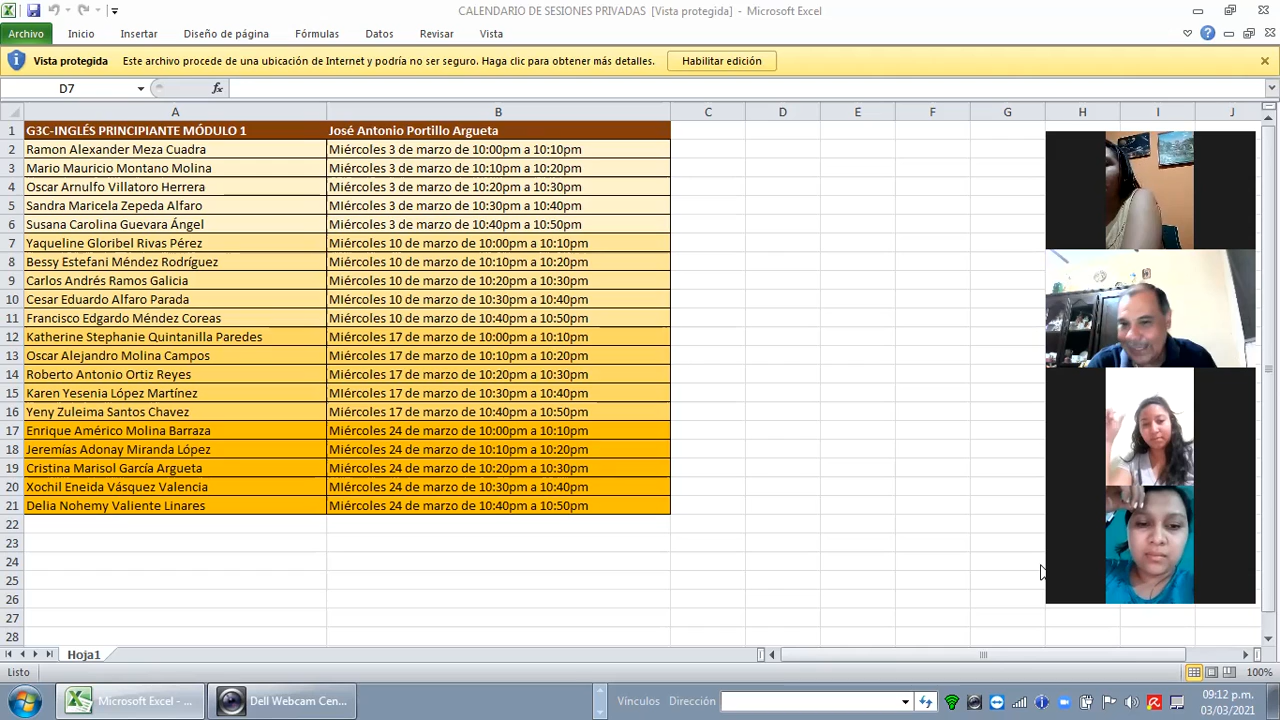 CALENDARIO DE SESIONES PRIVADAS [Vista protegida] - Microsoft Excel
Archivo Inicio Insertar Diseño de página Fórmulas Datos Revisar Vista
Vista protegida Este archivo procede de una ubicación de Internet y podría no ser seguro. Haga clic para obtener más detalles. Habilitar edición
D7 fx
A B C D E F G H I J
1 G3C-INGLÉS PRINCIPIANTE MÓDULO 1 José Antonio Portillo Argueta
2 Ramon Alexander Meza Cuadra Miércoles 3 de marzo de 10:00pm a 10:10pm
3 Mario Mauricio Montano Molina Miércoles 3 de marzo de 10:10pm a 10:20pm
4 Oscar Arnulfo Villatoro Herrera Miércoles 3 de marzo de 10:20pm a 10:30pm
5 Sandra Maricela Zepeda Alfaro Miércoles 3 de marzo de 10:30pm a 10:40pm
6 Susana Carolina Guevara Ángel Miércoles 3 de marzo de 10:40pm a 10:50pm
7 Yaqueline Gloribel Rivas Pérez Miércoles 10 de marzo de 10:00pm a 10:10pm
8 Bessy Estefani Méndez Rodríguez Miércoles 10 de marzo de 10:10pm a 10:20pm
9 Carlos Andrés Ramos Galicia Miércoles 10 de marzo de 10:20pm a 10:30pm
10 Cesar Eduardo Alfaro Parada Miércoles 10 de marzo de 10:30pm a 10:40pm
11 Francisco Edgardo Méndez Coreas Miércoles 10 de marzo de 10:40pm a 10:50pm
12 Katherine Stephanie Quintanilla Paredes Miércoles 17 de marzo de 10:00pm a 10:10pm
13 Oscar Alejandro Molina Campos Miércoles 17 de marzo de 10:10pm a 10:20pm
14 Roberto Antonio Ortiz Reyes Miércoles 17 de marzo de 10:20pm a 10:30pm
15 Karen Yesenia López Martínez Miércoles 17 de marzo de 10:30pm a 10:40pm
16 Yeny Zuleima Santos Chavez Miércoles 17 de marzo de 10:40pm a 10:50pm
17 Enrique Américo Molina Barraza Miércoles 24 de marzo de 10:00pm a 10:10pm
18 Jeremías Adonay Miranda López Miércoles 24 de marzo de 10:10pm a 10:20pm
19 Cristina Marisol García Argueta Miércoles 24 de marzo de 10:20pm a 10:30pm
20 Xochil Eneida Vásquez Valencia Miércoles 24 de marzo de 10:30pm a 10:40pm
21 Delia Nohemy Valiente Linares Miércoles 24 de marzo de 10:40pm a 10:50pm
22
23
24
25
26
27
28
Hoja1
Listo 100%
Microsoft Excel - ... Dell Webcam Cen... Vínculos Dirección 09:12 p.m.
03/03/2021